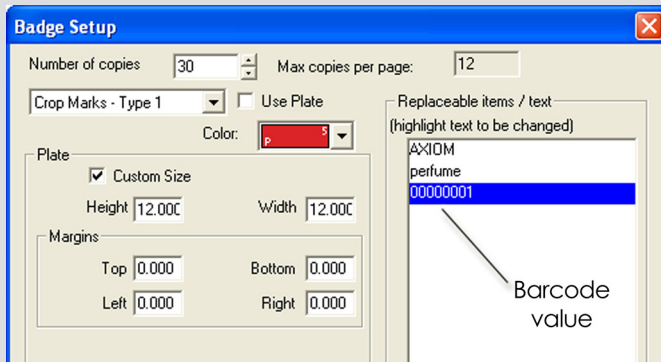 Badge Setup
Number of copies 30 Max copies per page: 12
Crop Marks - Type 1 Use Plate
Color: P 5
Replaceable items / text
(highlight text to be changed)
AXIOM
perfume
00000001
Plate
Custom Size
Height 12.000 Width 12.000
Margins
Top 0.000 Bottom 0.000
Left 0.000 Right 0.000
Barcode
value